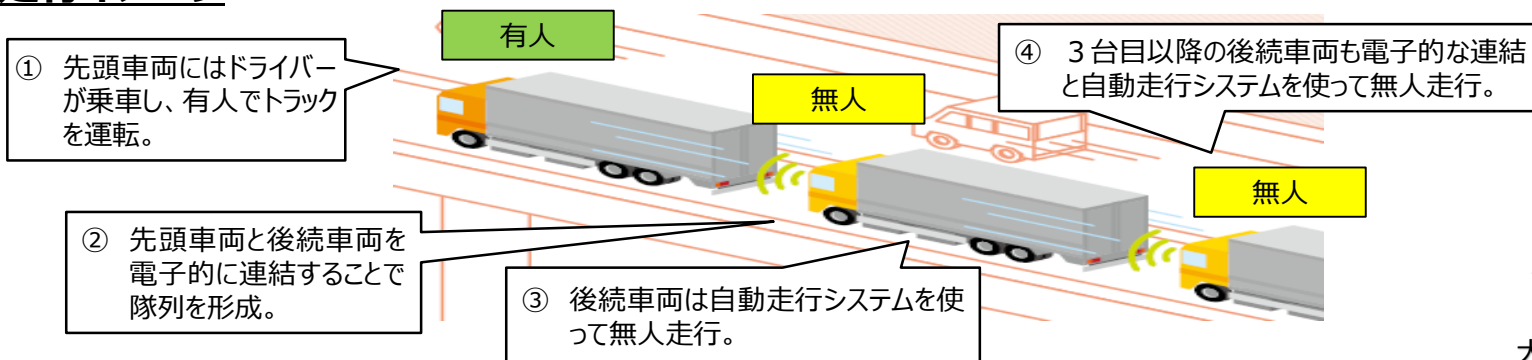 有人
① 先頭車両にはドライバー
が乗車し、有人でトラック
を運転。
無人
④ ３台目以降の後続車両も電子的な連結
と自動走行システムを使って無人走行。
無人
② 先頭車両と後続車両を
電子的に連結することで
隊列を形成。
③ 後続車両は自動走行システムを使
って無人走行。